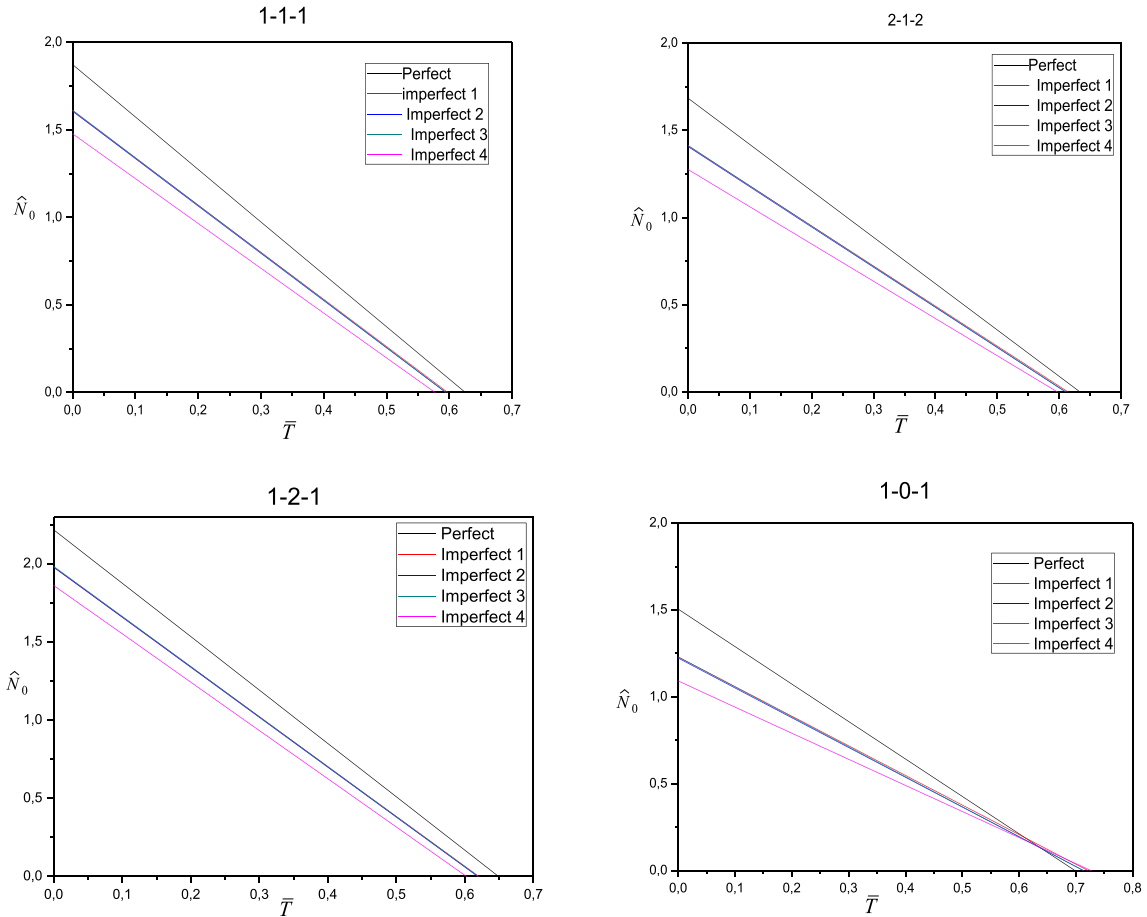 1-1-1
2,0
1,5
1,0
0,5
0,0
N̂₀
Perfect
imperfect 1
Imperfect 2
Imperfect 3
Imperfect 4
0,0 0,1 0,2 0,3 0,4 0,5 0,6 0,7
T̅
2-1-2
2,0
1,5
1,0
0,5
0,0
N̂₀
Perfect
Imperfect 1
Imperfect 2
Imperfect 3
Imperfect 4
0,0 0,1 0,2 0,3 0,4 0,5 0,6 0,7
T̅
1-2-1
2,0
1,5
1,0
0,5
0,0
N̂₀
Perfect
Imperfect 1
Imperfect 2
Imperfect 3
Imperfect 4
0,0 0,1 0,2 0,3 0,4 0,5 0,6 0,7
T̅
1-0-1
2,0
1,5
1,0
0,5
0,0
N̂₀
Perfect
Imperfect 1
Imperfect 2
Imperfect 3
Imperfect 4
0,0 0,1 0,2 0,3 0,4 0,5 0,6 0,7 0,8
T̅